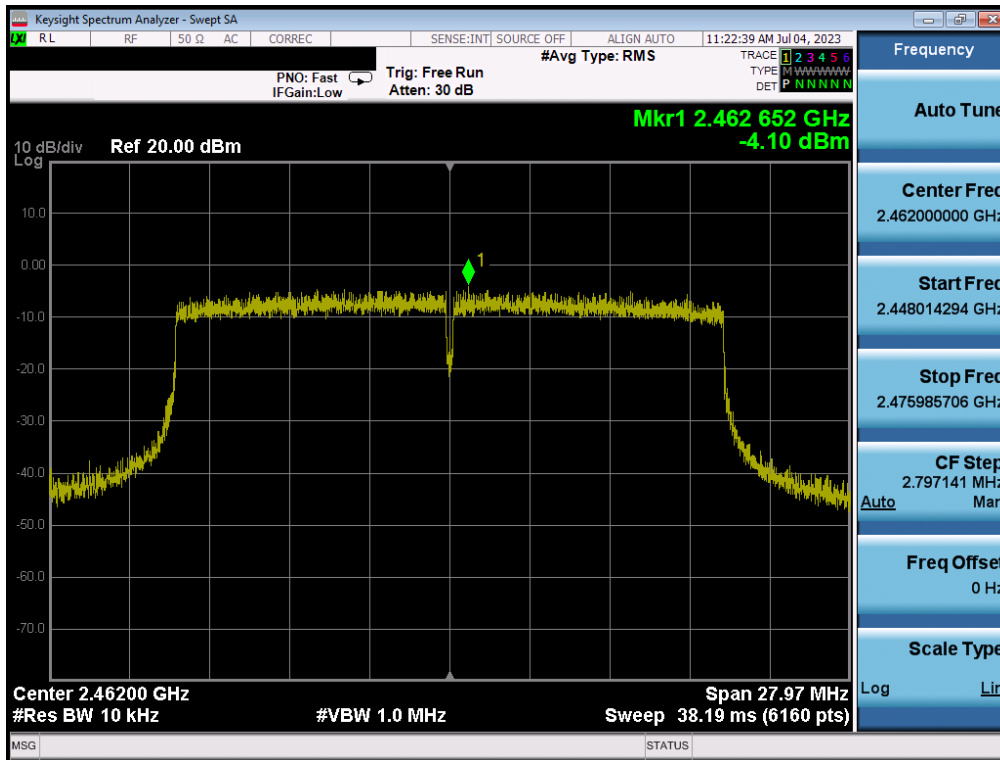 Keysight Spectrum Analyzer - Swept SA
LXI RL RF 50 Ω AC CORREC SENSE:INT SOURCE OFF ALIGN AUTO 11:22:39 AM Jul 04, 2023
#Avg Type: RMS
TRACE 1 2 3 4 5 6
PNO: Fast Trig: Free Run
TYPE M W W W W W
IFGain:Low Atten: 30 dB
DET P N N N N N
Mkr1 2.462 652 GHz
-4.10 dBm
10 dB/div Ref 20.00 dBm
Log
10.0
0.00
1
-10.0
-20.0
-30.0
-40.0
-50.0
-60.0
-70.0
Center 2.46200 GHz Span 27.97 MHz
#Res BW 10 kHz #VBW 1.0 MHz Sweep 38.19 ms (6160 pts)
MSG STATUS
Frequency
Auto Tune
Center Freq
2.462000000 GHz
Start Freq
2.448014294 GHz
Stop Freq
2.475985706 GHz
CF Step
2.797141 MHz
Auto Man
Freq Offset
0 Hz
Scale Type
Log Lin